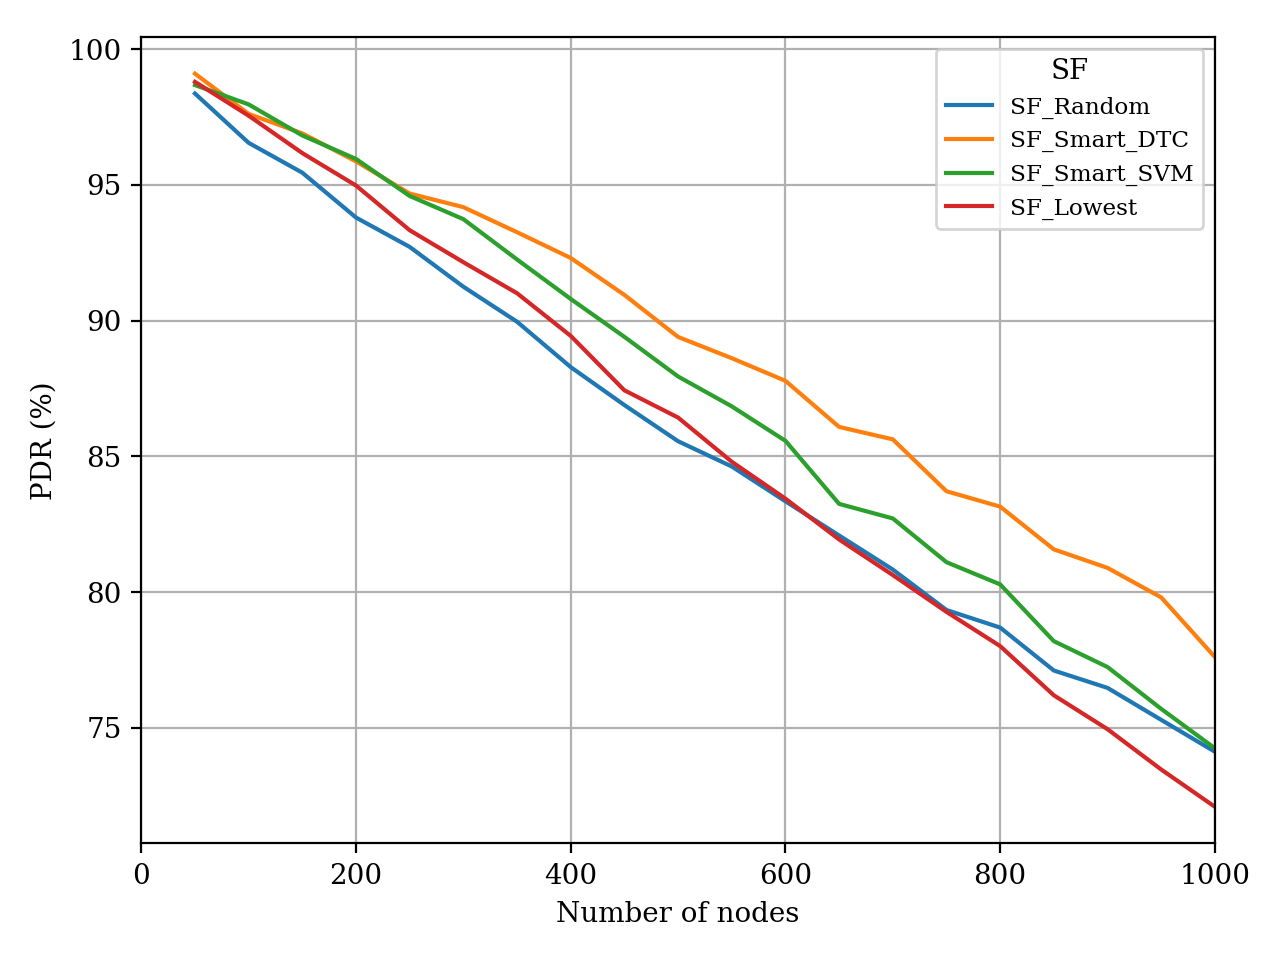 100
95
90
85
80
75
PDR (%)
SF
SF_Random
SF_Smart_DTC
SF_Smart_SVM
SF_Lowest
0 200 400 600 800 1000
Number of nodes